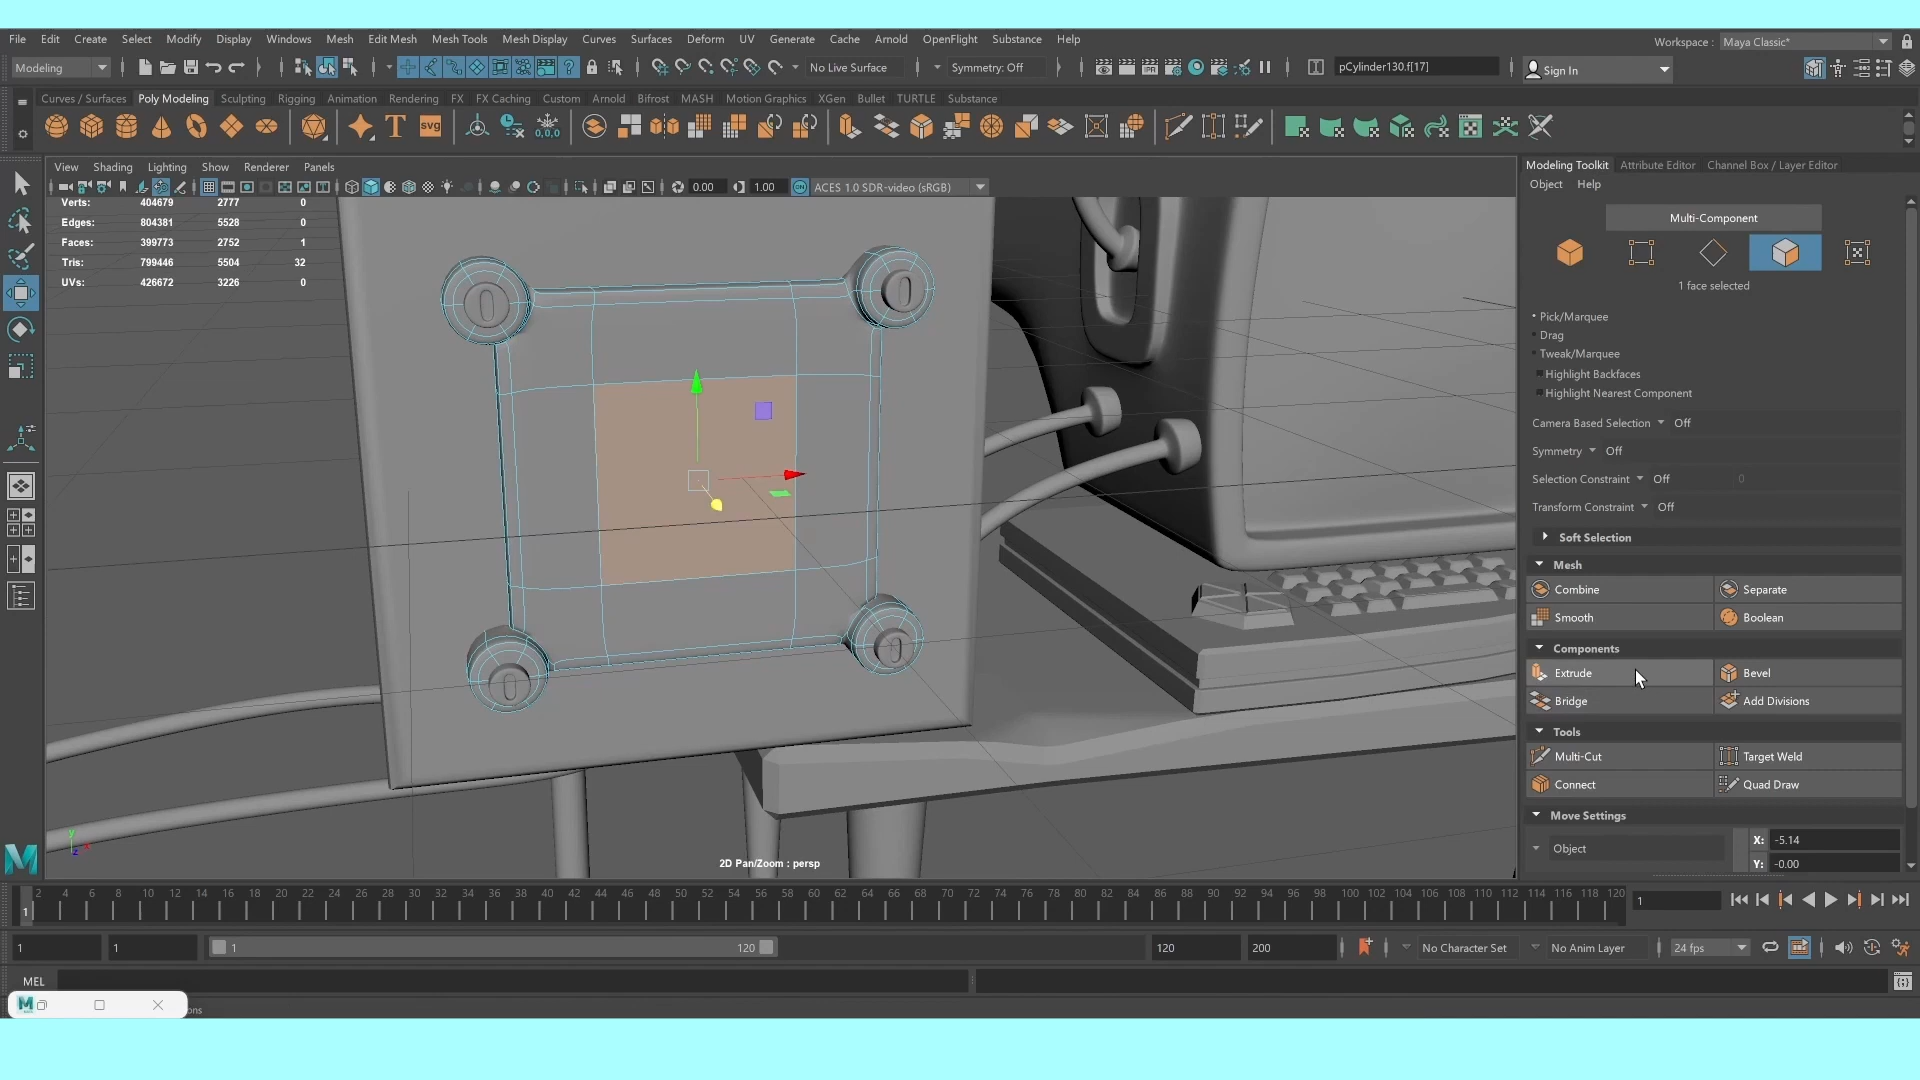 File Edit Create Select Modify Display Windows Mesh Edit Mesh Mesh Tools Mesh Display Curves Surfaces Deform UV Generate Cache Arnold OpenFlight Substance Help
Workspace : Maya Classic*
Modeling No Live Surface Symmetry: Off pCylinder130.f[17] Sign In
Curves / Surfaces Poly Modeling Sculpting Rigging Animation Rendering FX FX Caching Custom Arnold Bifrost MASH Motion Graphics XGen Bullet TURTLE Substance
T svg 0,0,0
View Shading Lighting Show Renderer Panels
0.00 1.00 ON ACES 1.0 SDR-video (sRGB)
Verts: 404679 2777 0
Edges: 804381 5528 0
Faces: 399773 2752 1
Tris: 799446 5504 32
UVs: 426672 3226 0
y x z
2D Pan/Zoom : persp
Modeling Toolkit Attribute Editor Channel Box / Layer Editor
Object Help
Multi-Component
1 face selected
Pick/Marquee
Drag
Tweak/Marquee
Highlight Backfaces
Highlight Nearest Component
Camera Based Selection Off
Symmetry Off
Selection Constraint Off 0
Transform Constraint Off
Soft Selection
Mesh
Combine Separate
Smooth Boolean
Components
Extrude Bevel
Bridge Add Divisions
Tools
Multi-Cut Target Weld
Connect Quad Draw
Move Settings
Object X: -5.14
Y: -0.00
2 4 6 8 10 12 14 16 18 20 22 24 26 28 30 32 34 36 38 40 42 44 46 48 50 52 54 56 58 60 62 64 66 68 70 72 74 76 78 80 82 84 86 88 90 92 94 96 98 100 102 104 106 108 110 112 114 116 120
1 1
1 1 1 120 120 200 No Character Set No Anim Layer 24 fps
MEL
M ons